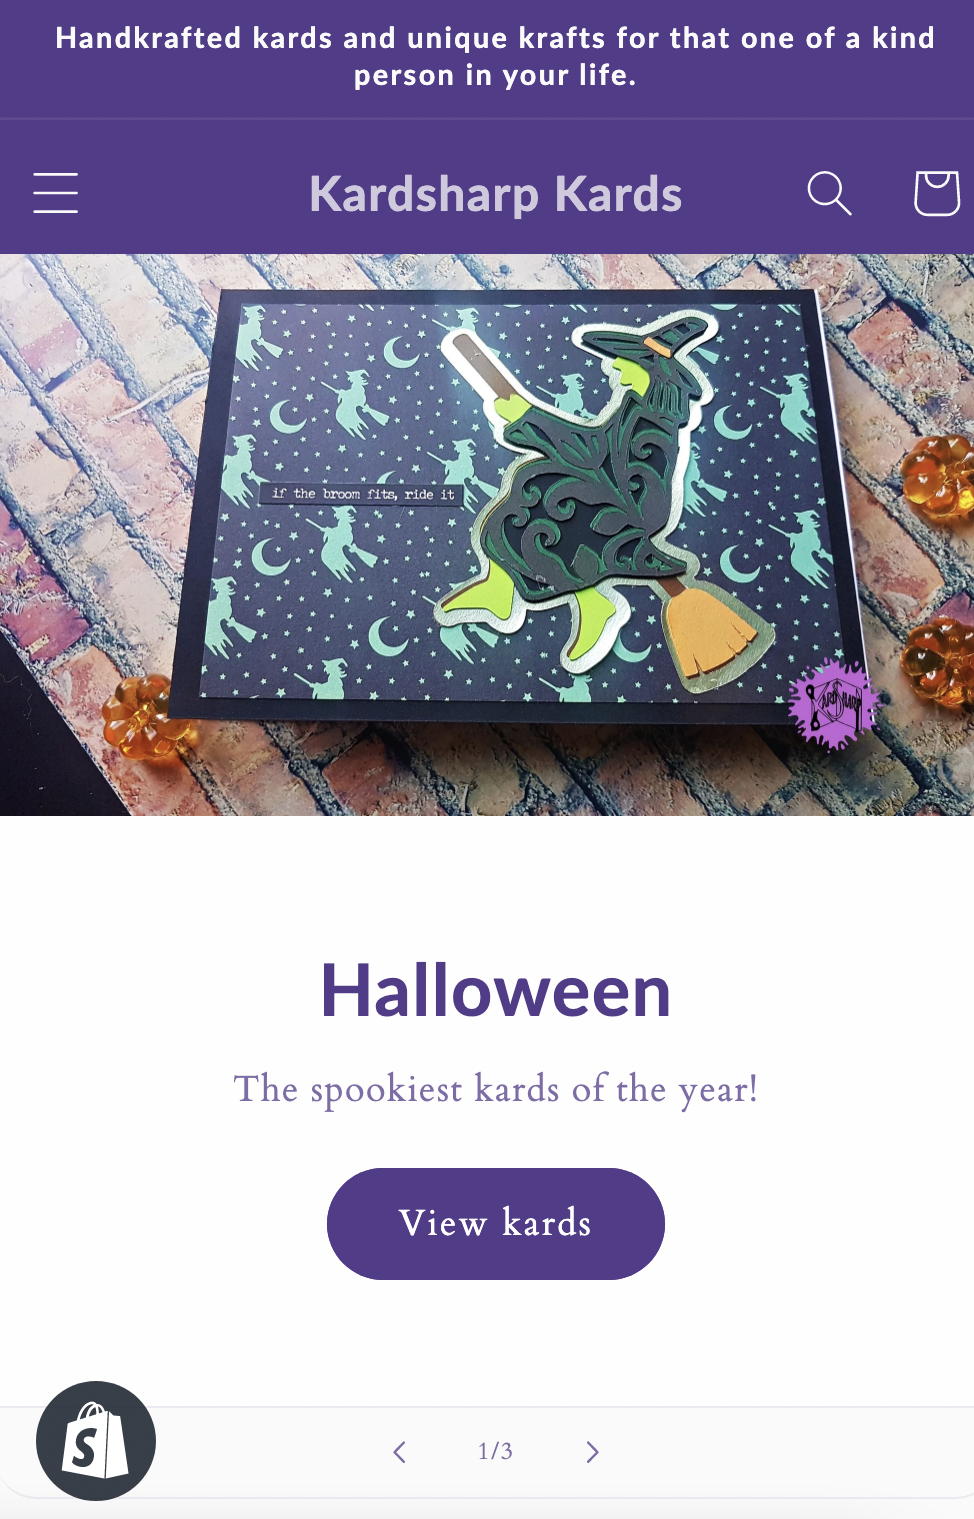 Handkrafted kards and unique krafts for that one of a kind
person in your life.
Kardsharp Kards
if the broom fits, ride it
Halloween
The spookiest kards of the year!
View kards
1/3